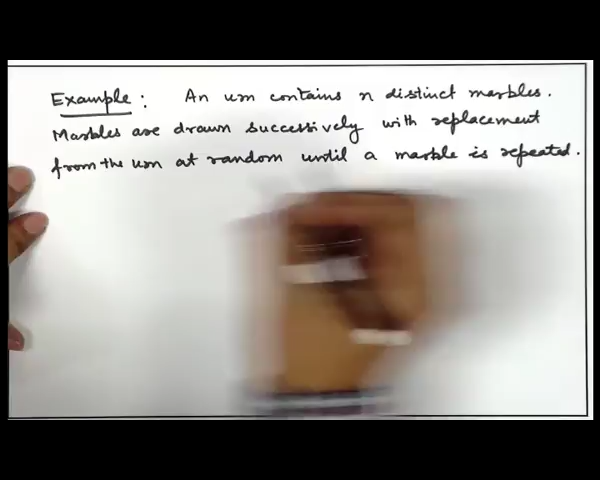 Example : An urn contains n distinct marbles.
Marbles are drawn successively with replacement
from the urn at random until a marble is repeated.